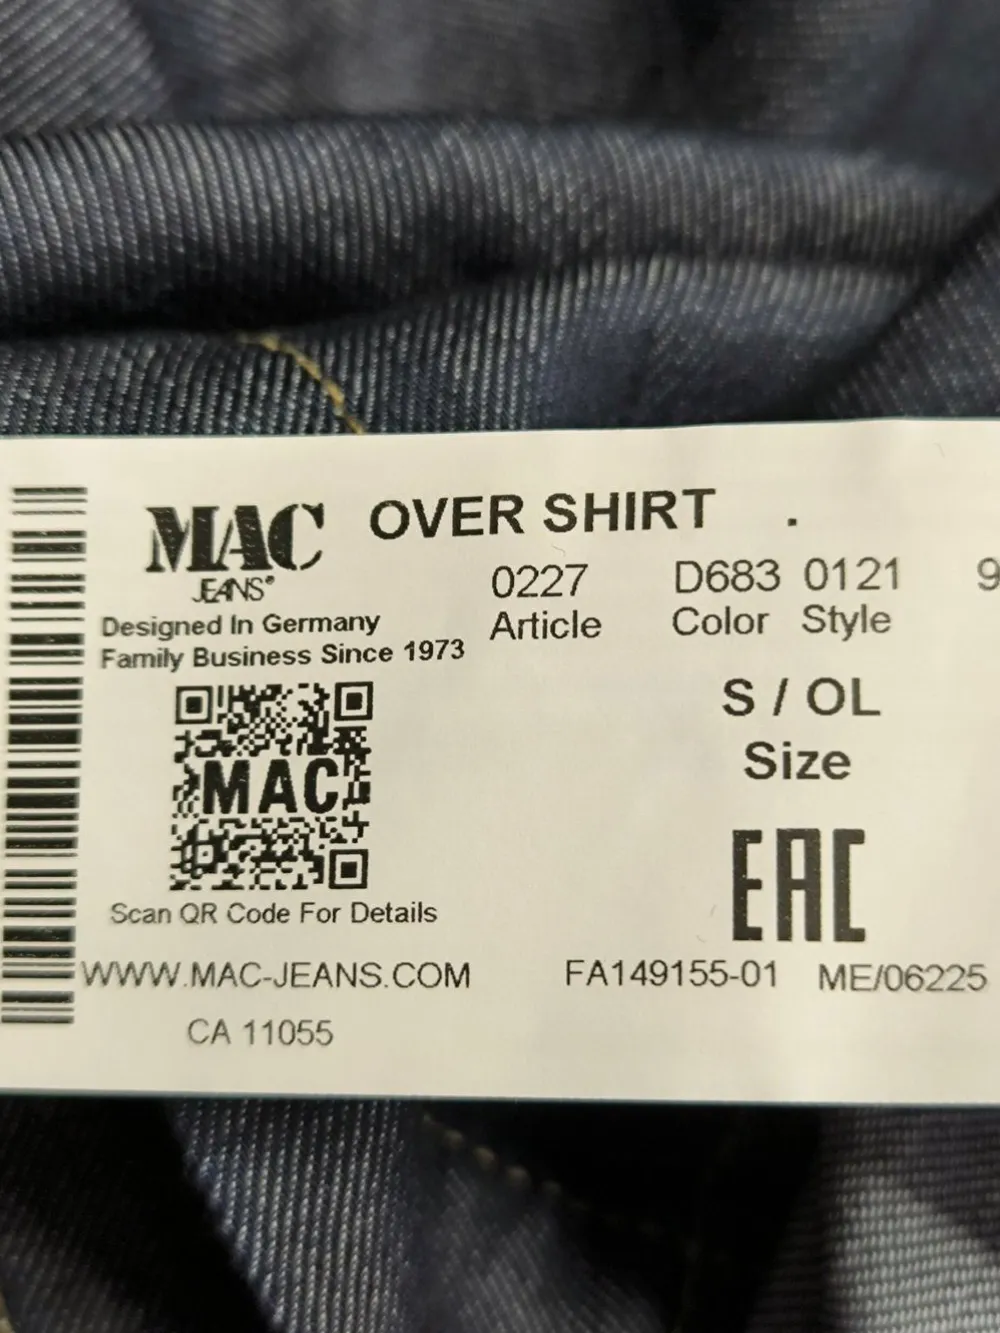 MAC
JEANS®
OVER SHIRT .
0227 D683 0121 9
Article Color Style
Designed In Germany
Family Business Since 1973
S / OL
Size
MAC
EAC
Scan QR Code For Details
WWW.MAC-JEANS.COM
FA149155-01 ME/06225
CA 11055